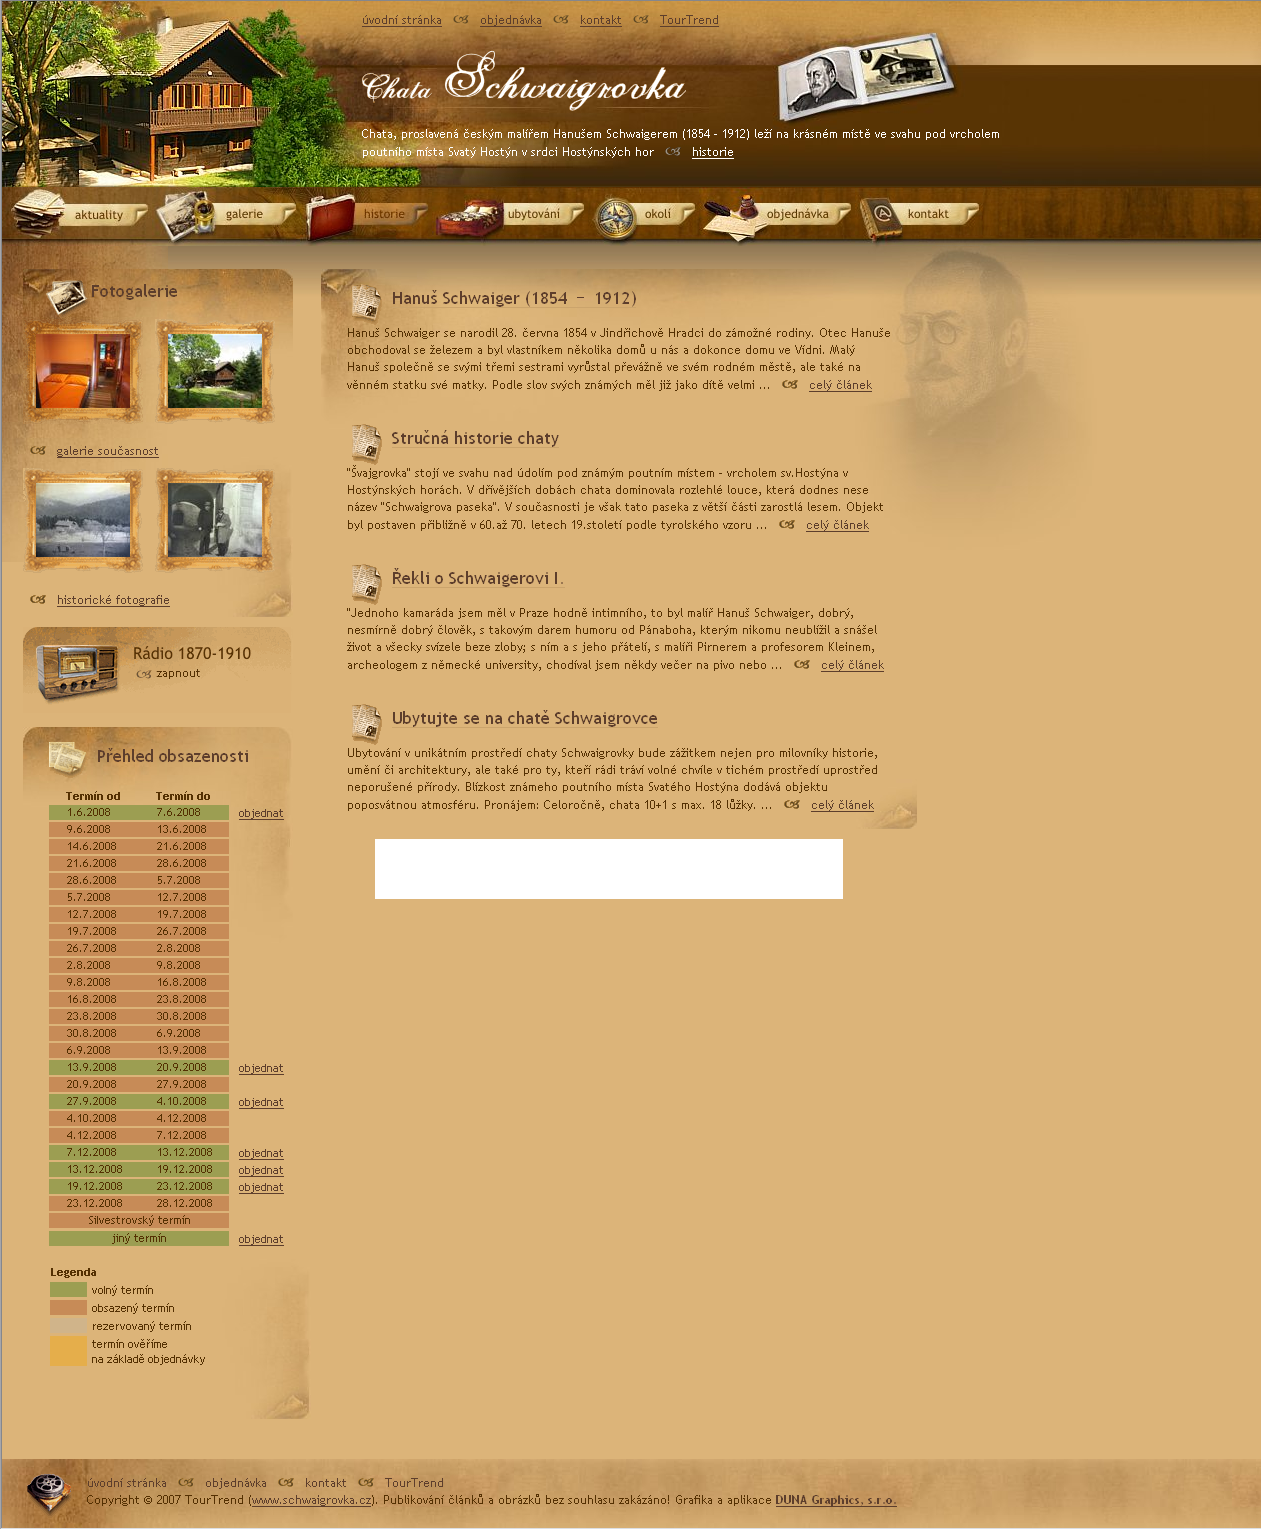 úvodní stránka objednávka kontakt TourTrend
Chata Schwaigrovka
Chata, proslavená českým malířem Hanušem Schwaigerem (1854 - 1912) leží na krásném místě ve svahu pod vrcholem
poutního místa Svatý Hostýn v srdci Hostýnských hor historie
aktuality galerie historie ubytování okolí objednávka kontakt
Fotogalerie
galerie současnost
historické fotografie
Rádio 1870-1910
zapnout
Přehled obsazenosti
Termín od Termín do
1.6.2008 7.6.2008 objednat
9.6.2008 13.6.2008
14.6.2008 21.6.2008
21.6.2008 28.6.2008
28.6.2008 5.7.2008
5.7.2008 12.7.2008
12.7.2008 19.7.2008
19.7.2008 26.7.2008
26.7.2008 2.8.2008
2.8.2008 9.8.2008
9.8.2008 16.8.2008
16.8.2008 23.8.2008
23.8.2008 30.8.2008
30.8.2008 6.9.2008
6.9.2008 13.9.2008
13.9.2008 20.9.2008 objednat
20.9.2008 27.9.2008
27.9.2008 4.10.2008 objednat
4.10.2008 4.12.2008
4.12.2008 7.12.2008
7.12.2008 13.12.2008 objednat
13.12.2008 19.12.2008 objednat
19.12.2008 23.12.2008 objednat
23.12.2008 28.12.2008
Silvestrovský termín
jiný termín objednat
Legenda
volný termín
obsazený termín
rezervovaný termín
termín ověříme
na základě objednávky
Hanuš Schwaiger (1854 - 1912)
Hanuš Schwaiger se narodil 28. června 1854 v Jindřichově Hradci do zámožné rodiny. Otec Hanuše
obchodoval se železem a byl vlastníkem několika domů u nás a dokonce domu ve Vídni. Malý
Hanuš společně se svými třemi sestrami vyrůstal převážně ve svém rodném městě, ale také na
věnném statku své matky. Podle slov svých známých měl již jako dítě velmi ... celý článek
Stručná historie chaty
"Švajgrovka" stojí ve svahu nad údolím pod známým poutním místem - vrcholem sv.Hostýna v
Hostýnských horách. V dřívějších dobách chata dominovala rozlehlé louce, která dodnes nese
název "Schwaigrova paseka". V současnosti je však tato paseka z větší části zarostlá lesem. Objekt
byl postaven přibližně v 60.až 70. letech 19.století podle tyrolského vzoru ... celý článek
Řekli o Schwaigerovi I.
"Jednoho kamaráda jsem měl v Praze hodně intimního, to byl malíř Hanuš Schwaiger, dobrý,
nesmírně dobrý člověk, s takovým darem humoru od Pánaboha, kterým nikomu neublížil a snášel
život a všecky svízele beze zloby; s ním a s jeho přáteli, s malíři Pirnerem a profesorem Kleinem,
archeologem z německé university, chodíval jsem někdy večer na pivo nebo ... celý článek
Ubytujte se na chatě Schwaigrovce
Ubytování v unikátním prostředí chaty Schwaigrovky bude zážitkem nejen pro milovníky historie,
umění či architektury, ale také pro ty, kteří rádi tráví volné chvíle v tichém prostředí uprostřed
neporušené přírody. Blízkost známeho poutního místa Svatého Hostýna dodává objektu
poposvátnou atmosféru. Pronájem: Celoročně, chata 10+1 s max. 18 lůžky. ... celý článek
úvodní stránka objednávka kontakt TourTrend
Copyright © 2007 TourTrend (www.schwaigrovka.cz). Publikování článků a obrázků bez souhlasu zakázáno! Grafika a aplikace DUNA Graphics, s.r.o.